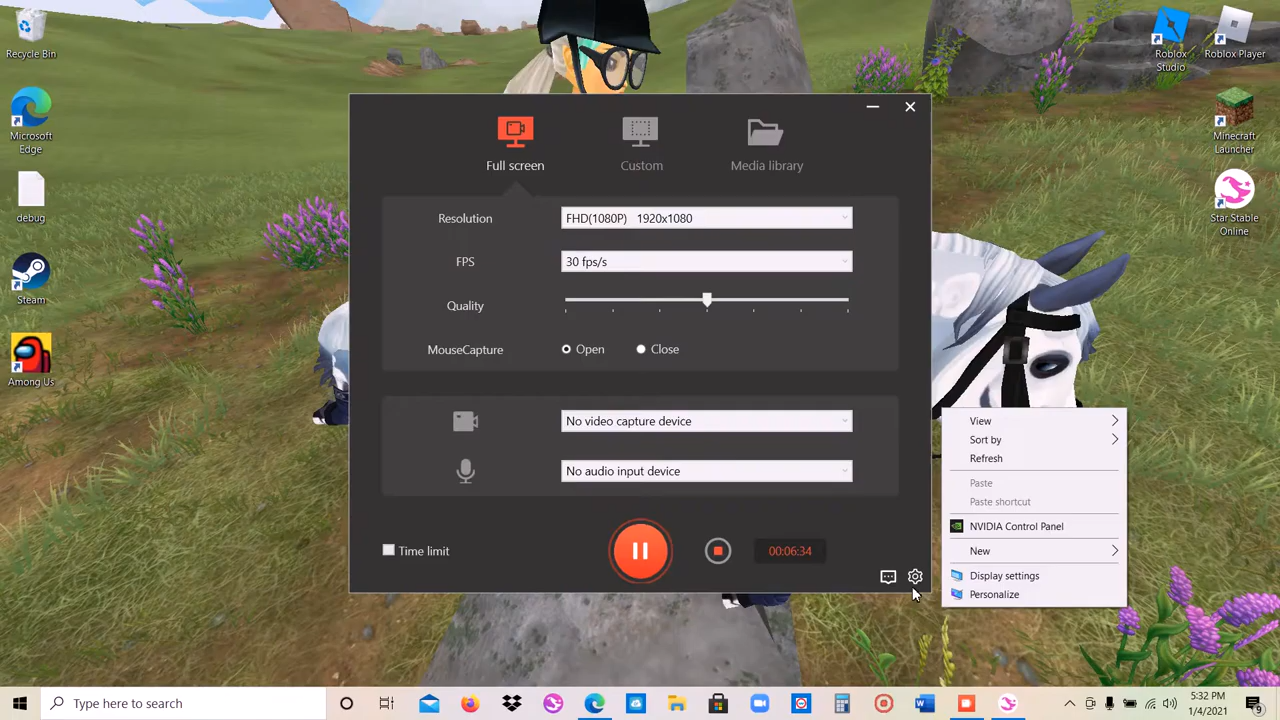 Recycle Bin
Microsoft
Edge
debug
Steam
Among Us
Roblox
Studio
Roblox Player
Minecraft
Launcher
Star Stable
Online
Full screen
Custom
Media library
Resolution
FHD(1080P) 1920x1080
FPS
30 fps/s
Quality
MouseCapture
Open
Close
No video capture device
No audio input device
Time limit
00:06:34
View
Sort by
Refresh
Paste
Paste shortcut
NVIDIA Control Panel
New
Display settings
Personalize
Type here to search
5:32 PM
1/4/2021
9